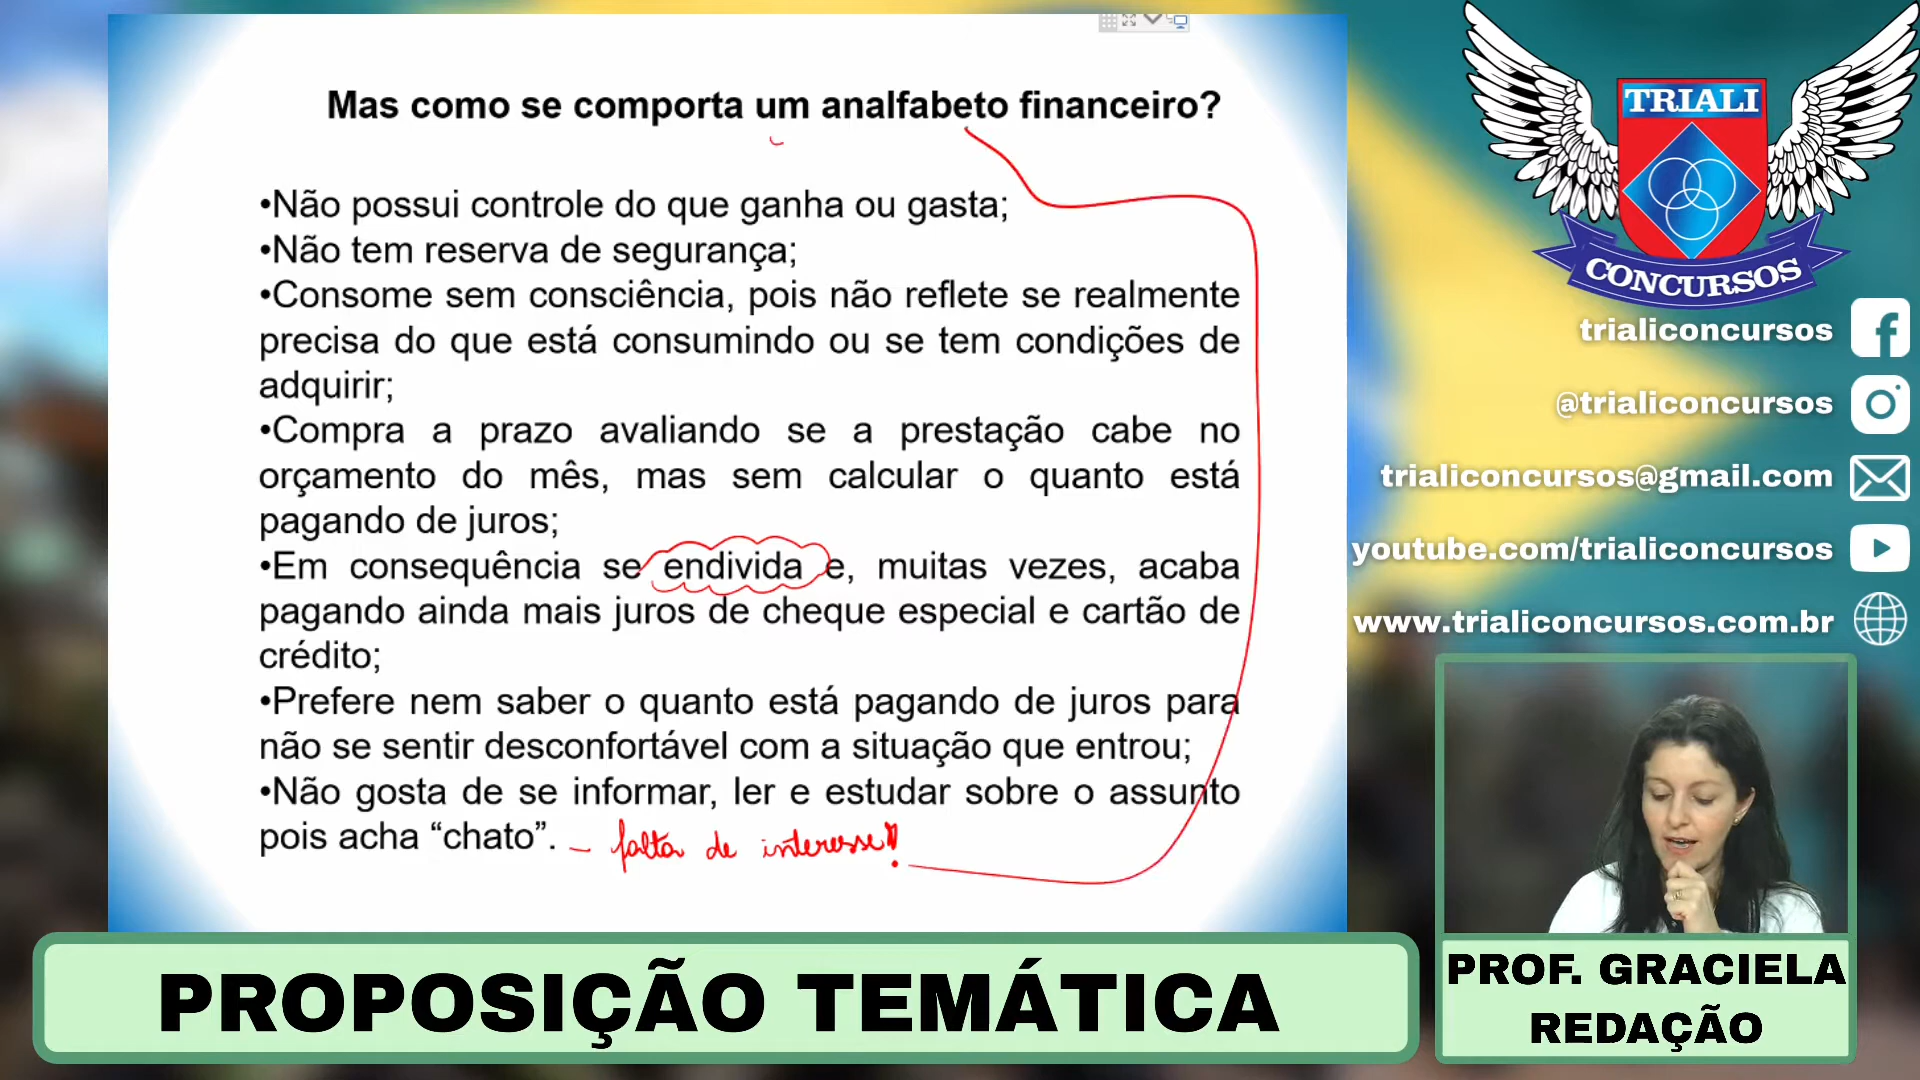 Mas como se comporta um analfabeto financeiro?
•Não possui controle do que ganha ou gasta;
•Não tem reserva de segurança;
•Consome sem consciência, pois não reflete se realmente
precisa do que está consumindo ou se tem condições de
adquirir;
•Compra a prazo avaliando se a prestação cabe no
orçamento do mês, mas sem calcular o quanto está
pagando de juros;
•Em consequência se endivida e, muitas vezes, acaba
pagando ainda mais juros de cheque especial e cartão de
crédito;
•Prefere nem saber o quanto está pagando de juros para
não se sentir desconfortável com a situação que entrou;
•Não gosta de se informar, ler e estudar sobre o assunto
pois acha “chato”. – falta de interesse!
TRIALI
CONCURSOS
trialiconcursos
@trialiconcursos
trialiconcursos@gmail.com
youtube.com/trialiconcursos
www.trialiconcursos.com.br
PROPOSIÇÃO TEMÁTICA
PROF. GRACIELA
REDAÇÃO